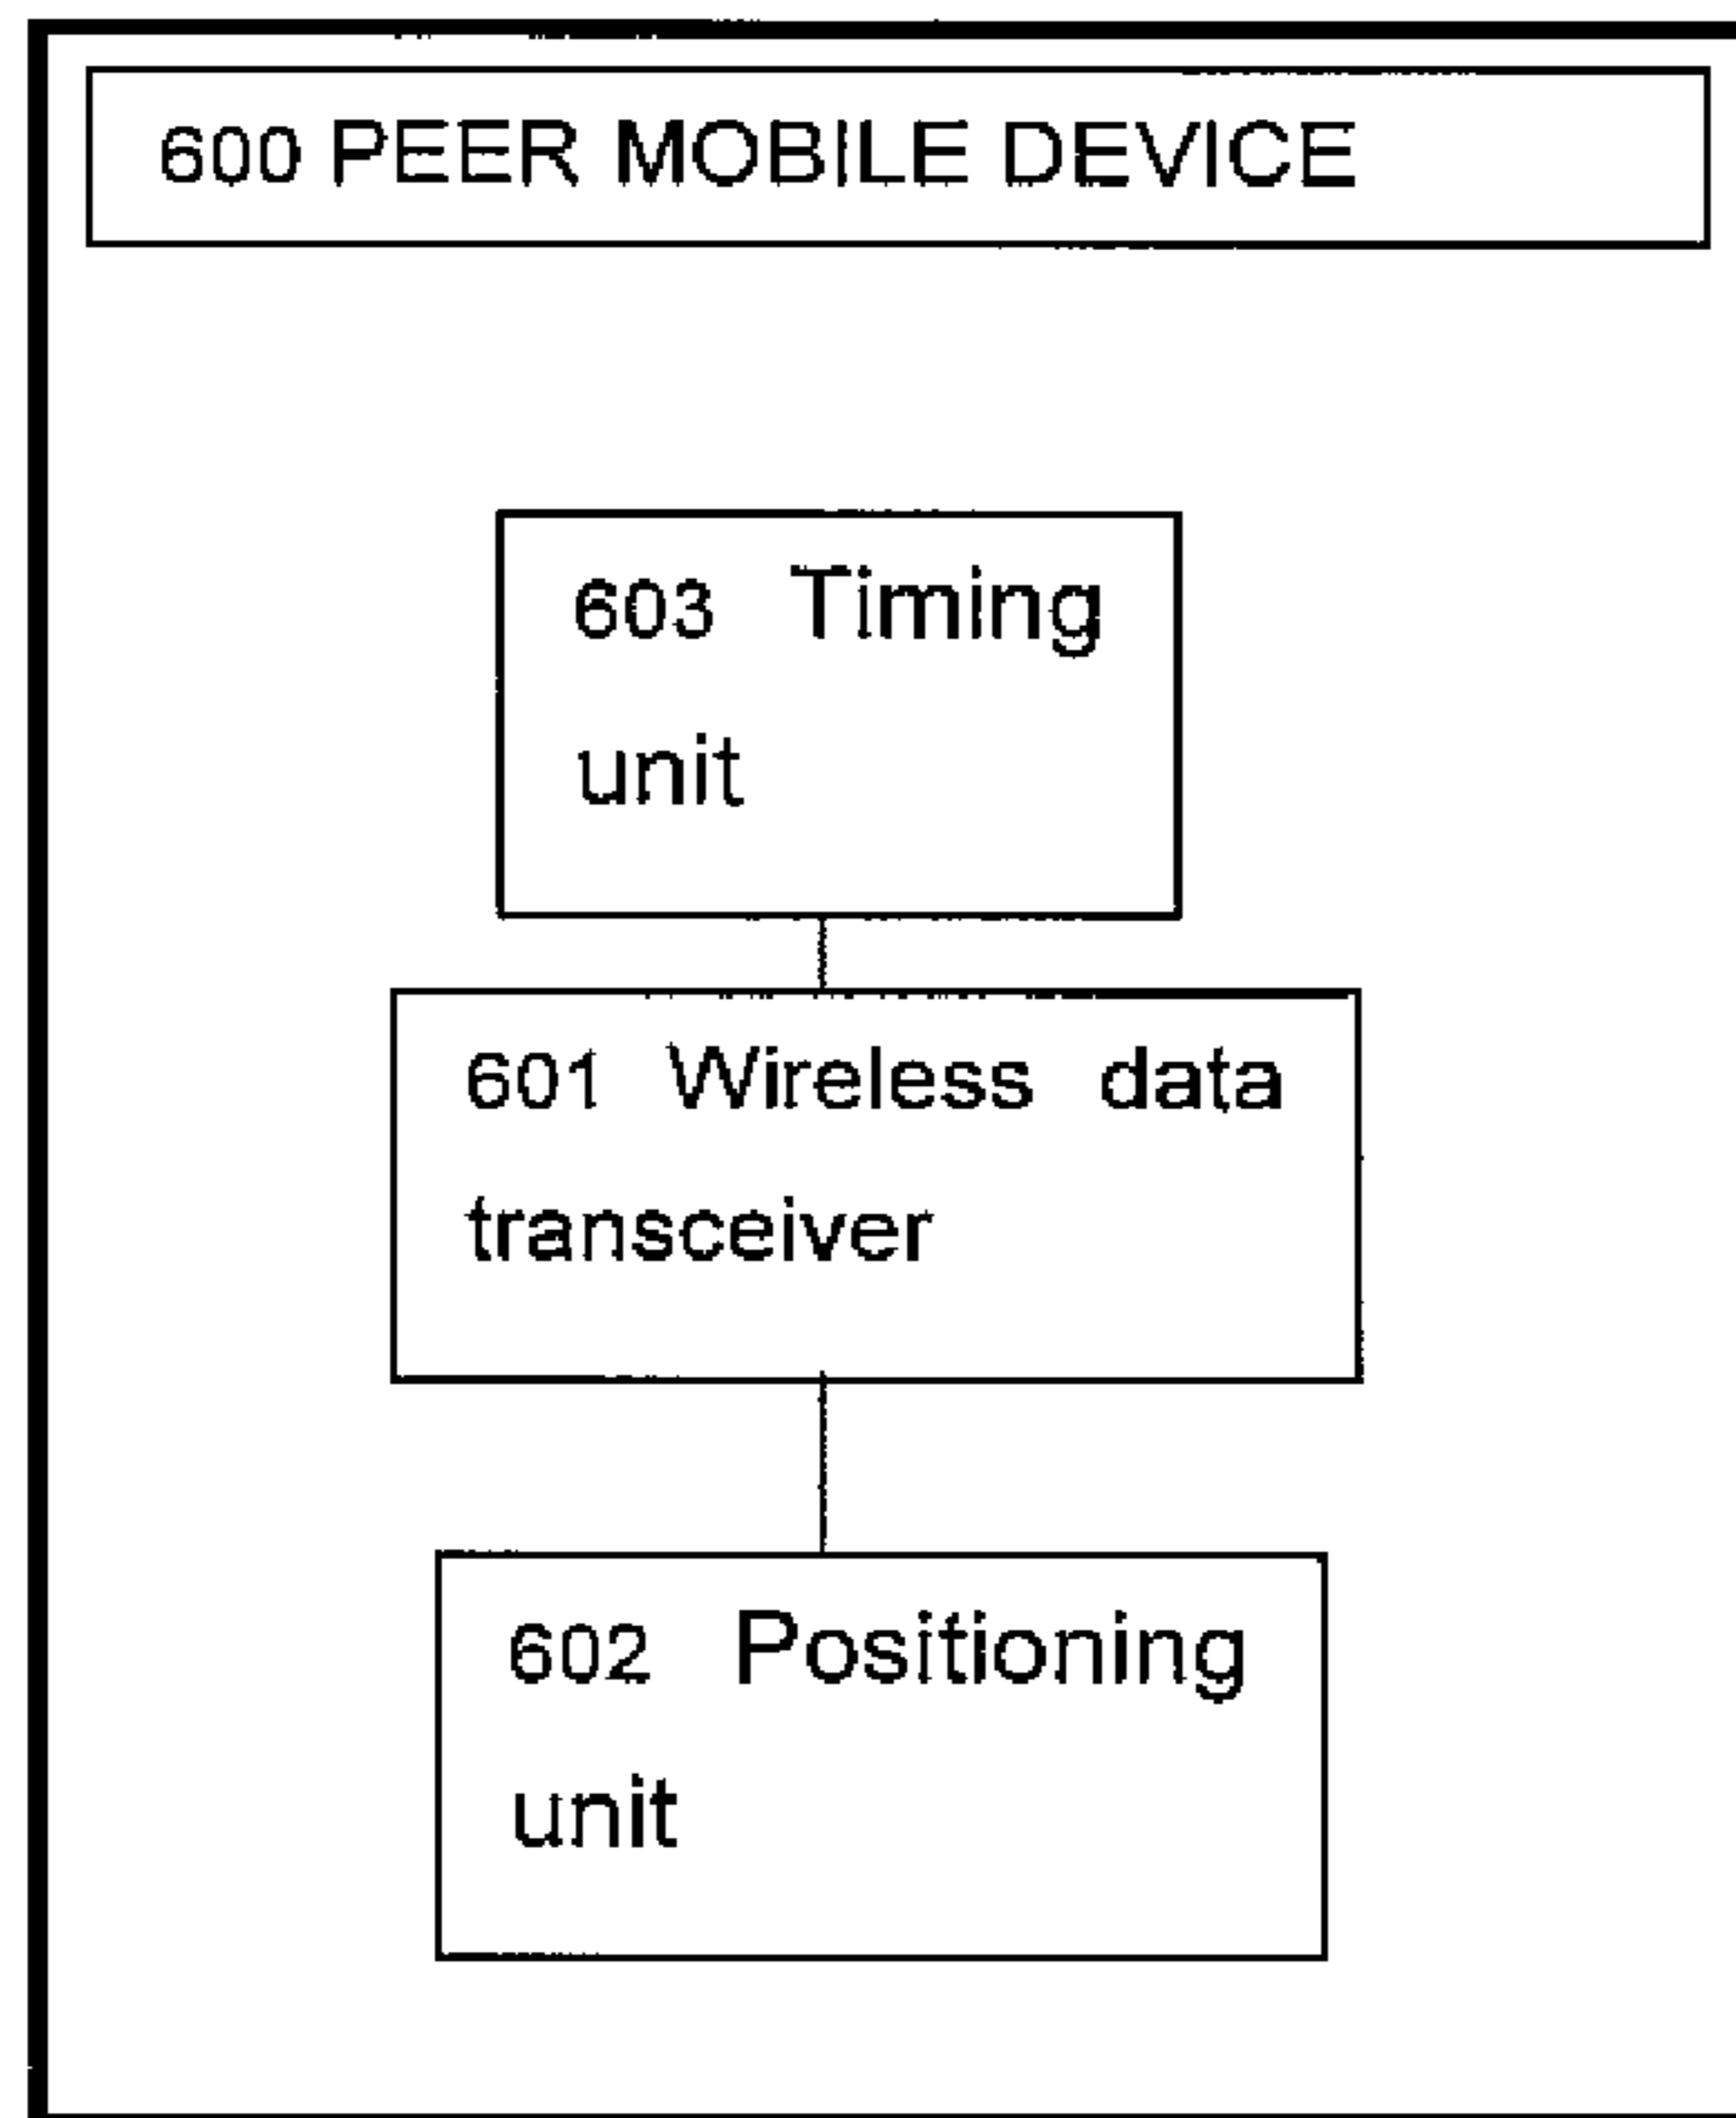 600 PEER MOBILE DEVICE
603 Timing
unit
601 Wireless data
transceiver
602 Positioning
unit